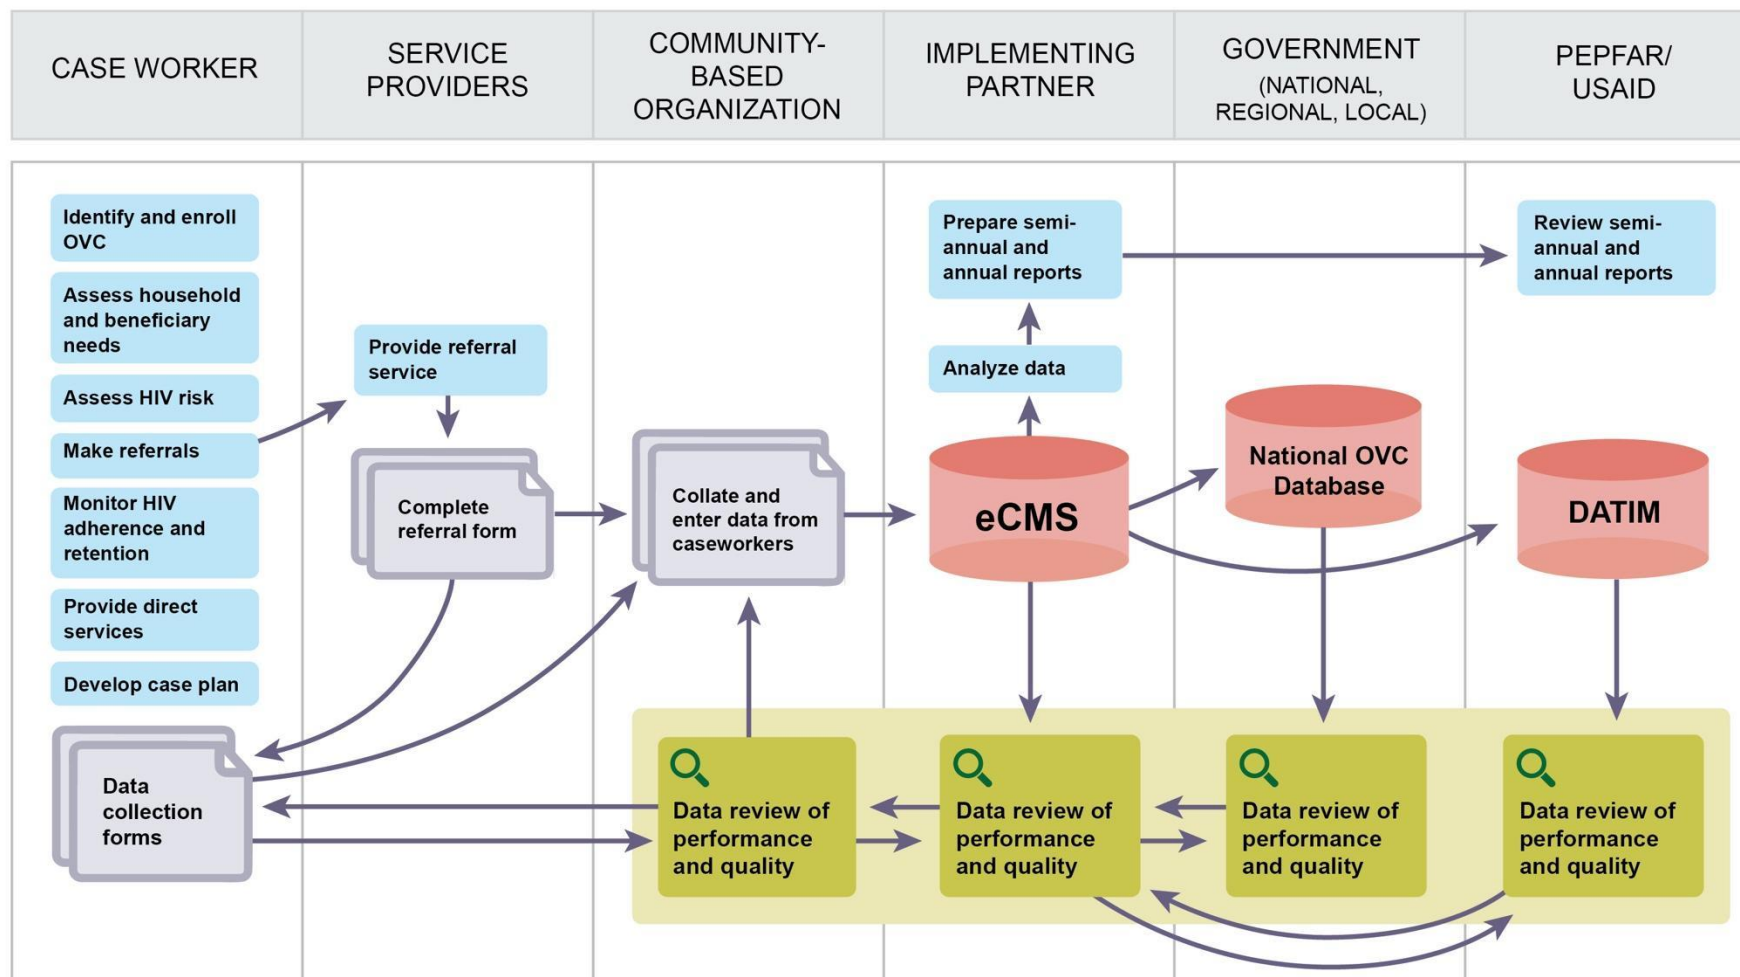 CASE WORKER
SERVICE
PROVIDERS
COMMUNITY-
BASED
ORGANIZATION
IMPLEMENTING
PARTNER
GOVERNMENT
(NATIONAL,
REGIONAL, LOCAL)
PEPFAR/
USAID
Identify and enroll
OVC
Assess household
and beneficiary
needs
Assess HIV risk
Make referrals
Monitor HIV
adherence and
retention
Provide direct
services
Develop case plan
Data
collection
forms
Provide referral
service
Complete
referral form
Collate and
enter data from
caseworkers
Prepare semi-
annual and
annual reports
Analyze data
eCMS
National OVC
Database
Review semi-
annual and
annual reports
DATIM
Data review of
performance
and quality
Data review of
performance
and quality
Data review of
performance
and quality
Data review of
performance
and quality